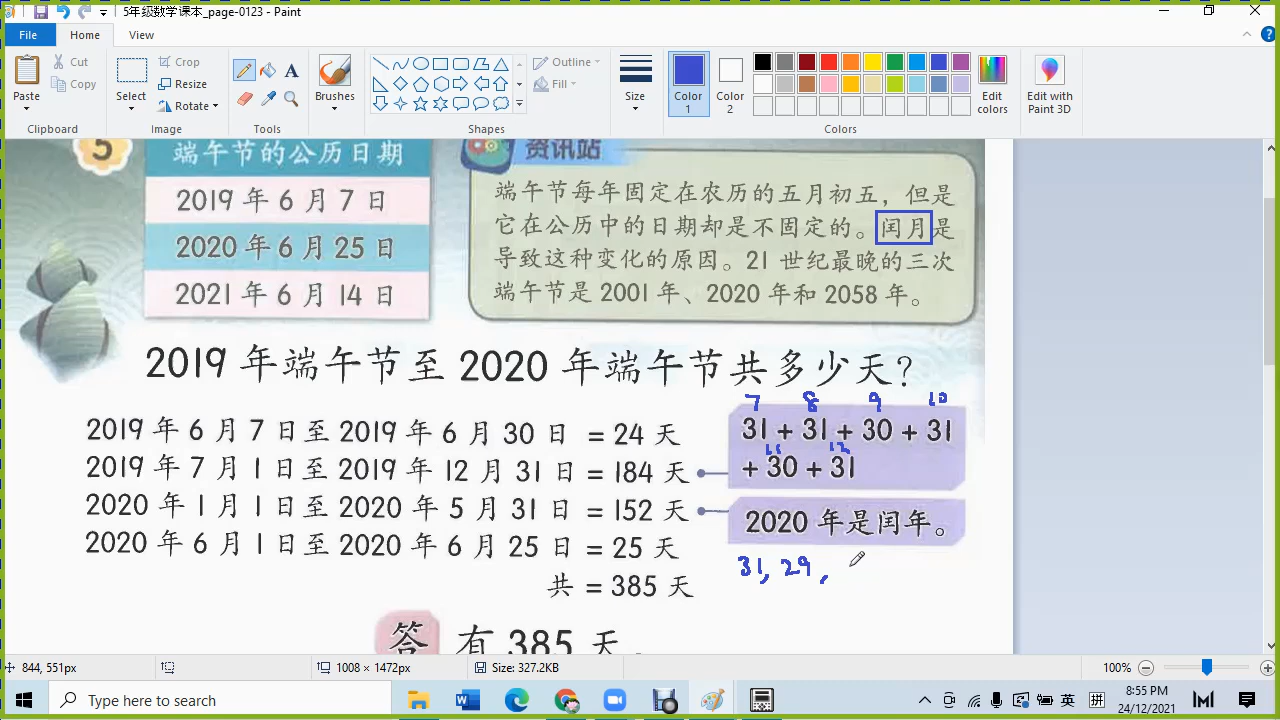 5年级数学课本_page-0123 - Paint
File Home View
Paste Cut Copy Select Crop Resize Rotate Brushes Outline Fill Size Color 1 Color 2 Edit colors Edit with Paint 3D
Clipboard Image Tools Shapes Colors
5
端午节的公历日期
2019 年 6 月 7 日
2020 年 6 月 25 日
2021 年 6 月 14 日
资讯站
端午节每年固定在农历的五月初五，但是
它在公历中的日期却是不固定的。闰月是
导致这种变化的原因。21 世纪最晚的三次
端午节是 2001 年、2020 年和 2058 年。
2019 年端午节至 2020 年端午节共多少天？
2019 年 6 月 7 日至 2019 年 6 月 30 日 = 24 天
2019 年 7 月 1 日至 2019 年 12 月 31 日 = 184 天
2020 年 1 月 1 日至 2020 年 5 月 31 日 = 152 天
2020 年 6 月 1 日至 2020 年 6 月 25 日 = 25 天
共 = 385 天
7 8 9 10
31 + 31 + 30 + 31
11 12
+ 30 + 31
2020 年是闰年。
31, 29,
答 有 385 天。
844, 551px 1008 × 1472px Size: 327.2KB 100%
Type here to search
英 拼 8:55 PM
24/12/2021